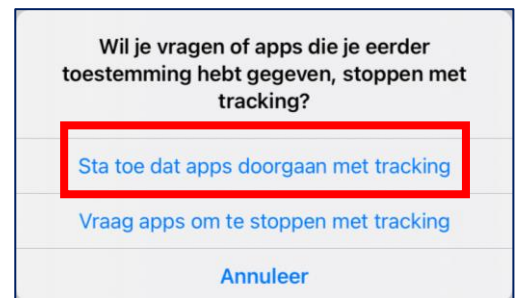 Wil je vragen of apps die je eerder
toestemming hebt gegeven, stoppen met
tracking?
Sta toe dat apps doorgaan met tracking
Vraag apps om te stoppen met tracking
Annuleer